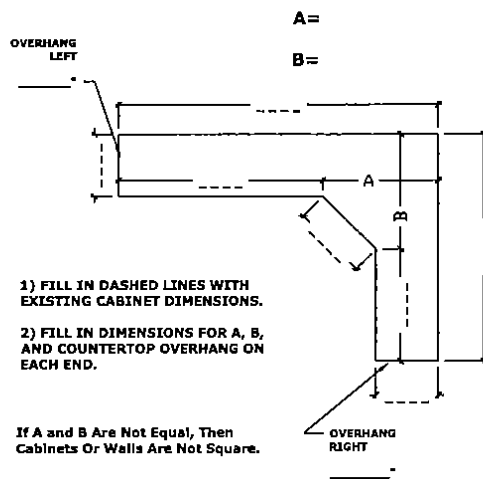 A=
OVERHANG
LEFT
B=
"
A
B
1) FILL IN DASHED LINES WITH
EXISTING CABINET DIMENSIONS.
2) FILL IN DIMENSIONS FOR A, B,
AND COUNTERTOP OVERHANG ON
EACH END.
If A and B Are Not Equal, Then
Cabinets Or Walls Are Not Square.
OVERHANG
RIGHT
"